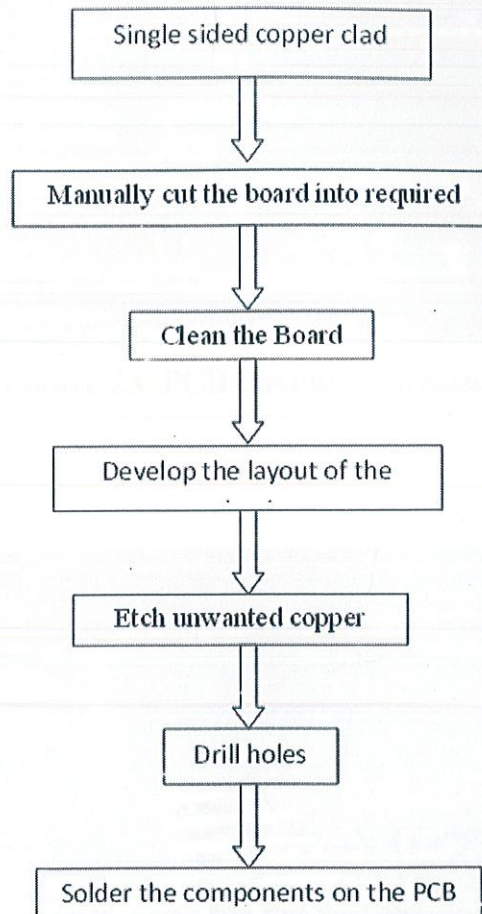 Single sided copper clad
Manually cut the board into required
Clean the Board
Develop the layout of the
Etch unwanted copper
Drill holes
Solder the components on the PCB